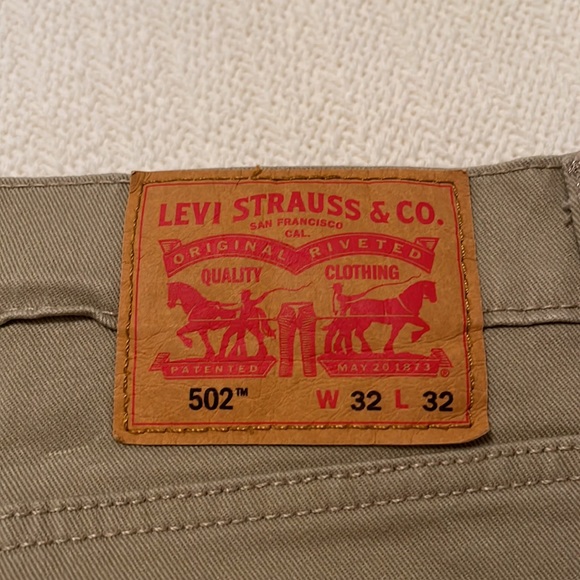 LEVI STRAUSS & CO.
SAN FRANCISCO
CAL.
ORIGINAL RIVETED
QUALITY CLOTHING
PATENTED MAY 20 1873 ®
502™ W 32 L 32